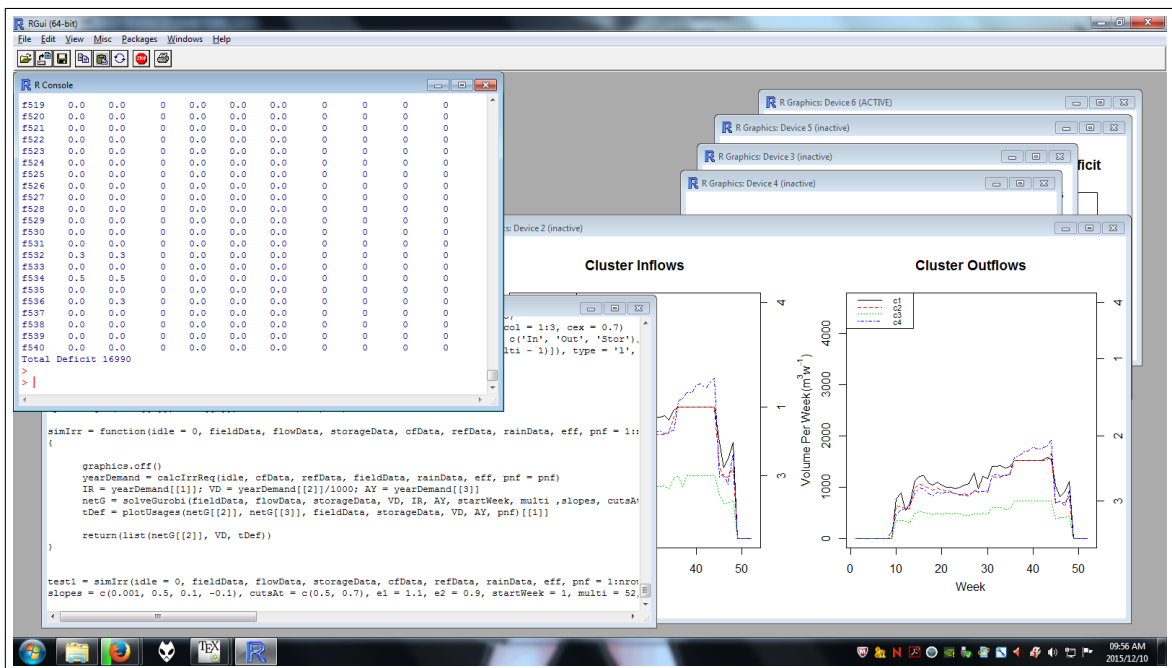 RGui (64-bit)
File Edit View Misc Packages Windows Help
R Console
f519 0.0 0.0 0 0.0 0.0 0.0 0 0 0 0
f520 0.0 0.0 0 0.0 0.0 0.0 0 0 0 0
f521 0.0 0.0 0 0.0 0.0 0.0 0 0 0 0
f522 0.0 0.0 0 0.0 0.0 0.0 0 0 0 0
f523 0.0 0.0 0 0.0 0.0 0.0 0 0 0 0
f524 0.0 0.0 0 0.0 0.0 0.0 0 0 0 0
f525 0.0 0.0 0 0.0 0.0 0.0 0 0 0 0
f526 0.0 0.0 0 0.0 0.0 0.0 0 0 0 0
f527 0.0 0.0 0 0.0 0.0 0.0 0 0 0 0
f528 0.0 0.0 0 0.0 0.0 0.0 0 0 0 0
f529 0.0 0.0 0 0.0 0.0 0.0 0 0 0 0
f530 0.0 0.0 0 0.0 0.0 0.0 0 0 0 0
f531 0.0 0.0 0 0.0 0.0 0.0 0 0 0 0
f532 0.3 0.3 0 0.0 0.0 0.0 0 0 0 0
f533 0.0 0.0 0 0.0 0.0 0.0 0 0 0 0
f534 0.5 0.5 0 0.0 0.0 0.0 0 0 0 0
f535 0.0 0.0 0 0.0 0.0 0.0 0 0 0 0
f536 0.0 0.3 0 0.0 0.0 0.0 0 0 0 0
f537 0.0 0.0 0 0.0 0.0 0.0 0 0 0 0
f538 0.0 0.0 0 0.0 0.0 0.0 0 0 0 0
f539 0.0 0.0 0 0.0 0.0 0.0 0 0 0 0
f540 0.0 0.0 0 0.0 0.0 0.0 0 0 0 0
Total Deficit 16990
>
>
R Graphics: Device 6 (ACTIVE)
R Graphics: Device 5 (inactive)
R Graphics: Device 3 (inactive)
ficit
R Graphics: Device 4 (inactive)
s: Device 2 (inactive)
Cluster Inflows
4
1
3
40 50
Cluster Outflows
c1
c2
c3
c4
Volume Per Week(m³w⁻¹)
4000
3000
2000
1000
0
4
1
2
3
0 10 20 30 40 50
Week
col = 1:3, cex = 0.7)
c('In', 'Out', 'Stor'),
lti - 1)]), type = 'l',
simIrr = function(idle = 0, fieldData, flowData, storageData, cfData, refData, rainData, eff, pnf = 1:n
{
graphics.off()
yearDemand = calcIrrReq(idle, cfData, refData, fieldData, rainData, eff, pnf = pnf)
IR = yearDemand[[1]]; VD = yearDemand[[2]]/1000; AY = yearDemand[[3]]
netG = solveGurobi(fieldData, flowData, storageData, VD, IR, AY, startWeek, multi ,slopes, cutsAt
tDef = plotUsages(netG[[2]], netG[[3]], fieldData, storageData, VD, AY, pnf)[[1]]
return(list(netG[[2]], VD, tDef))
}
test1 = simIrr(idle = 0, fieldData, flowData, storageData, cfData, refData, rainData, eff, pnf = 1:nrow
slopes = c(0.001, 0.5, 0.1, -0.1), cutsAt = c(0.5, 0.7), e1 = 1.1, e2 = 0.9, startWeek = 1, multi = 52,
TEX
09:56 AM
2015/12/10